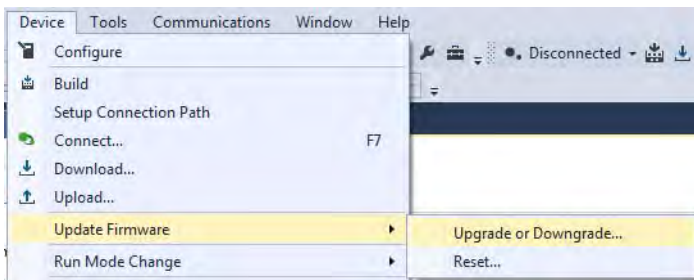 Device Tools Communications Window Help
Configure
Disconnected
Build
Setup Connection Path
Connect... F7
Download...
Upload...
Update Firmware
Upgrade or Downgrade...
Run Mode Change
Reset...